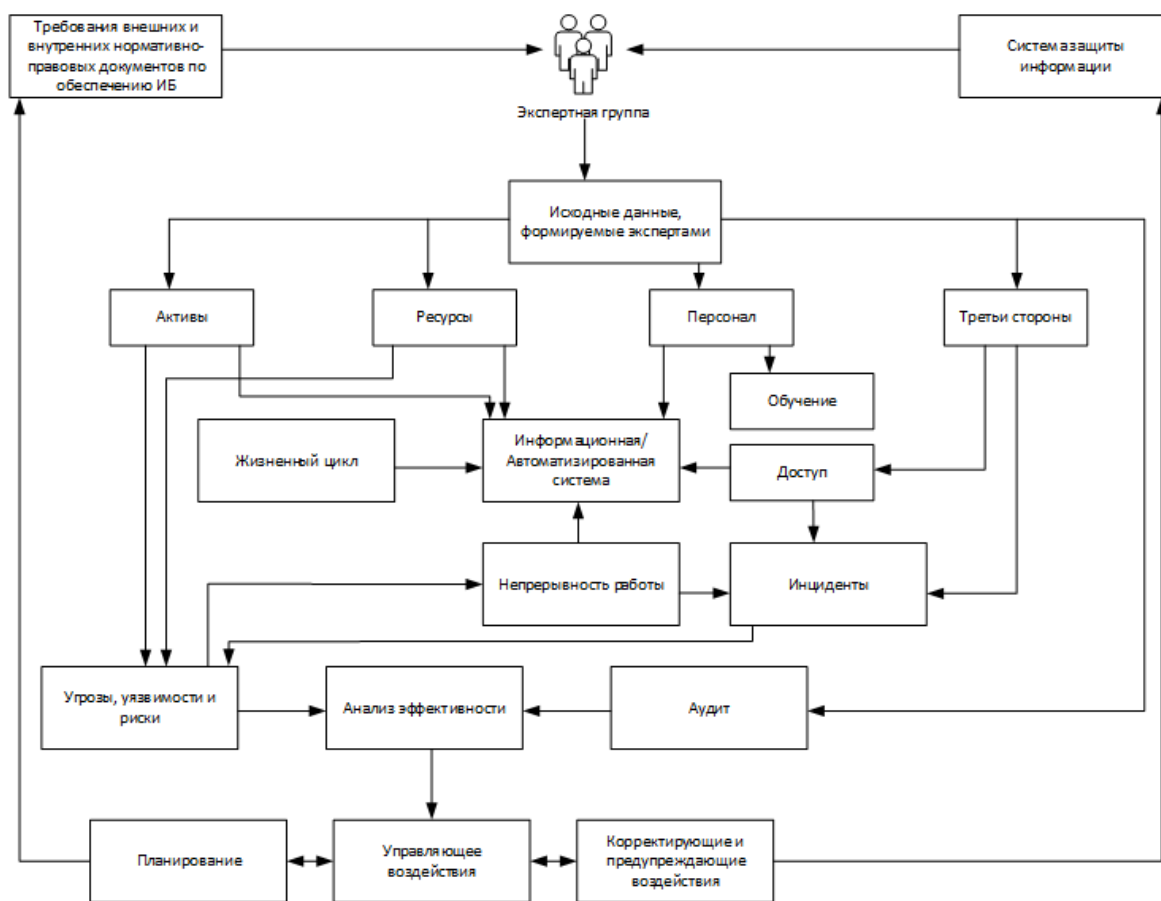 Требования внешних и
внутренних нормативно-
правовых документов по
обеспечению ИБ
Система защиты
информации
Экспертная группа
Исходные данные,
формируемые экспертами
Активы
Ресурсы
Персонал
Третьи стороны
Обучение
Жизненный цикл
Информационная/
Автоматизированная
система
Доступ
Непрерывность работы
Инциденты
Угрозы, уязвимости и
риски
Анализ эффективности
Аудит
Планирование
Управляющее
воздействия
Корректирующие и
предупреждающие
воздействия